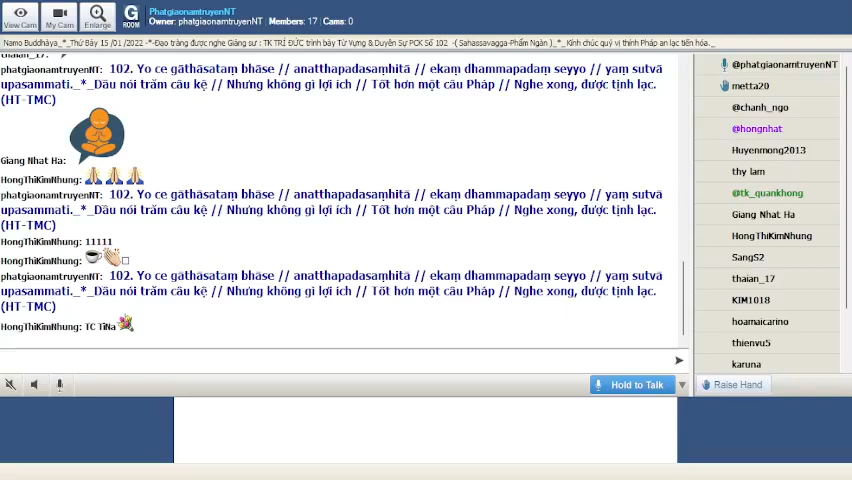 PhatgiaonamtruyenNT
Owner: phatgiaonamtruyenNT | Members: 17 | Cams: 0
View Cam
My Cam
Enlarge
G
ROOM
Namo Buddhàya_*_Thứ Bảy 15 /01 /2022 -*-Đạo tràng được nghe Giảng sư : TK TRÍ ĐỨC trình bày Từ Vựng & Duyên Sự PCK Số 102 -( Sahassavagga-Phẩm Ngàn )_*_ Kính chúc quý vị thính Pháp an lạc tiến hóa._
phatgiaonamtruyenNT: 102. Yo ce gāthāsataṃ bhāse // anatthapadasaṃhitā // ekaṃ dhammapadaṃ seyyo // yaṃ sutvā
upasammati._*_Dầu nói trăm câu kệ // Nhưng không gì lợi ích // Tốt hơn một câu Pháp // Nghe xong, được tịnh lạc.
(HT-TMC)
Giang Nhat Ha:
HongThiKimNhung:
phatgiaonamtruyenNT: 102. Yo ce gāthāsataṃ bhāse // anatthapadasaṃhitā // ekaṃ dhammapadaṃ seyyo // yaṃ sutvā
upasammati._*_Dầu nói trăm câu kệ // Nhưng không gì lợi ích // Tốt hơn một câu Pháp // Nghe xong, được tịnh lạc.
(HT-TMC)
HongThiKimNhung: 11111
HongThiKimNhung:
phatgiaonamtruyenNT: 102. Yo ce gāthāsataṃ bhāse // anatthapadasaṃhitā // ekaṃ dhammapadaṃ seyyo // yaṃ sutvā
upasammati._*_Dầu nói trăm câu kệ // Nhưng không gì lợi ích // Tốt hơn một câu Pháp // Nghe xong, được tịnh lạc.
(HT-TMC)
HongThiKimNhung: TC TiNa
Hold to Talk
@phatgiaonamtruyenNT
metta20
@chanh_ngo
@hongnhat
Huyenmong2013
thy lam
@tk_quankhong
Giang Nhat Ha
HongThiKimNhung
SangS2
thaian_17
KIM1018
hoamaicarino
thienvu5
karuna
Raise Hand